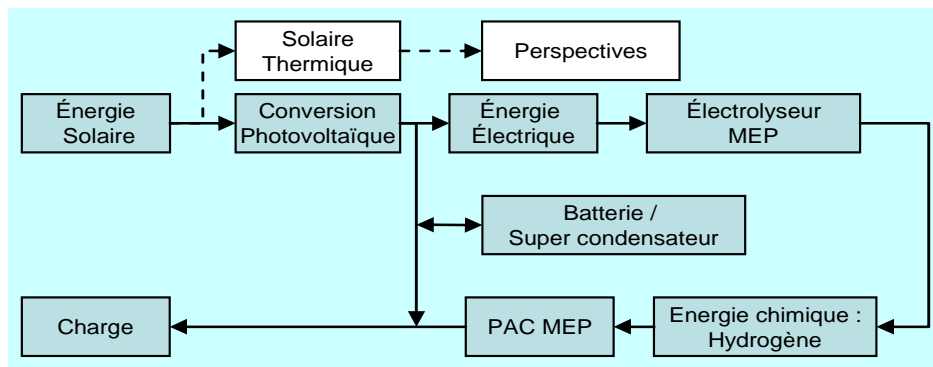 Solaire
Thermique
Perspectives
Énergie
Solaire
Conversion
Photovoltaïque
Énergie
Électrique
Électrolyseur
MEP
Batterie /
Super condensateur
Charge
PAC MEP
Energie chimique :
Hydrogène